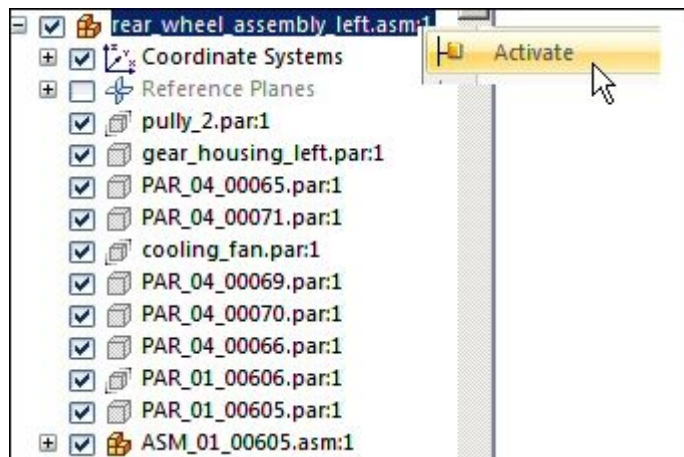 rear_wheel_assembly_left.asm:1
Activate
Coordinate Systems
Reference Planes
pully_2.par:1
gear_housing_left.par:1
PAR_04_00065.par:1
PAR_04_00071.par:1
cooling_fan.par:1
PAR_04_00069.par:1
PAR_04_00070.par:1
PAR_04_00066.par:1
PAR_01_00606.par:1
PAR_01_00605.par:1
ASM_01_00605.asm:1